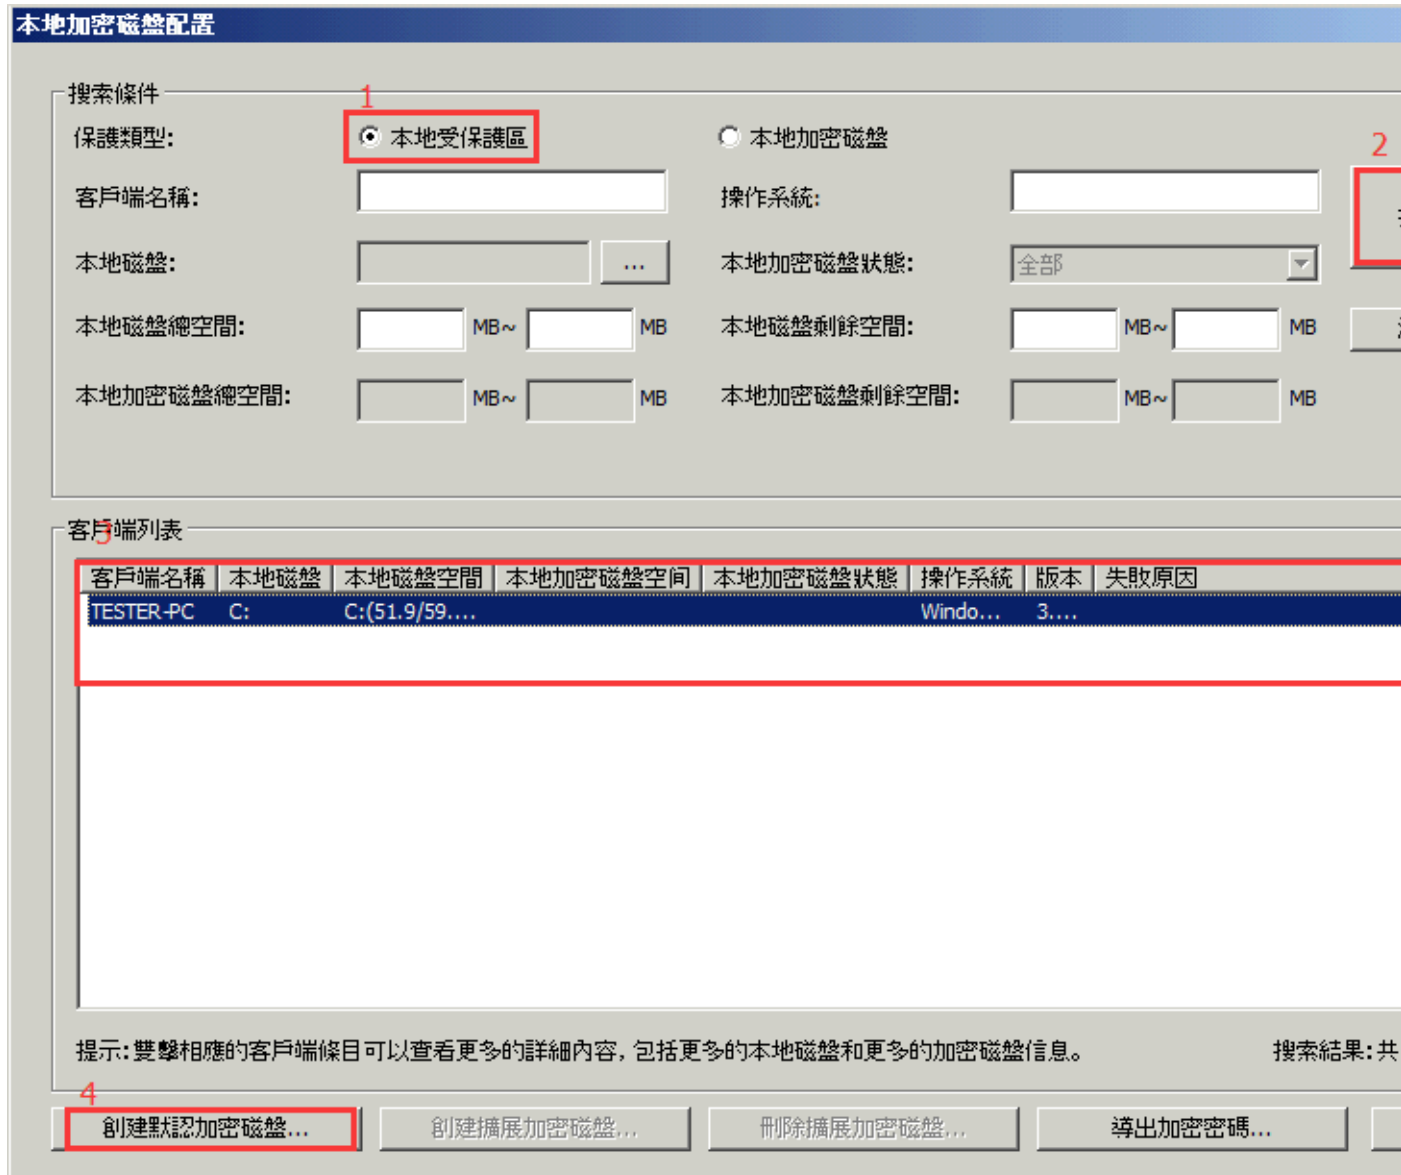 本地加密磁盤配置
搜索條件
1
保護類型: 本地受保護區 本地加密磁盤
2
客戶端名稱: 操作系統:
本地磁盤: ... 本地加密磁盤狀態: 全部
本地磁盤總空間: MB~ MB 本地磁盤剩餘空間: MB~ MB
本地加密磁盤總空間: MB~ MB 本地加密磁盤剩餘空間: MB~ MB
客戶端列表
3
客戶端名稱 本地磁盤 本地磁盤空間 本地加密磁盤空间 本地加密磁盤狀態 操作系統 版本 失敗原因
TESTER-PC C: C:(51.9/59.... Windo... 3....
提示:雙擊相應的客戶端條目可以查看更多的詳細內容,包括更多的本地磁盤和更多的加密磁盤信息。 搜索結果:共
4
創建默認加密磁盤... 創建擴展加密磁盤... 刪除擴展加密磁盤... 導出加密密碼...